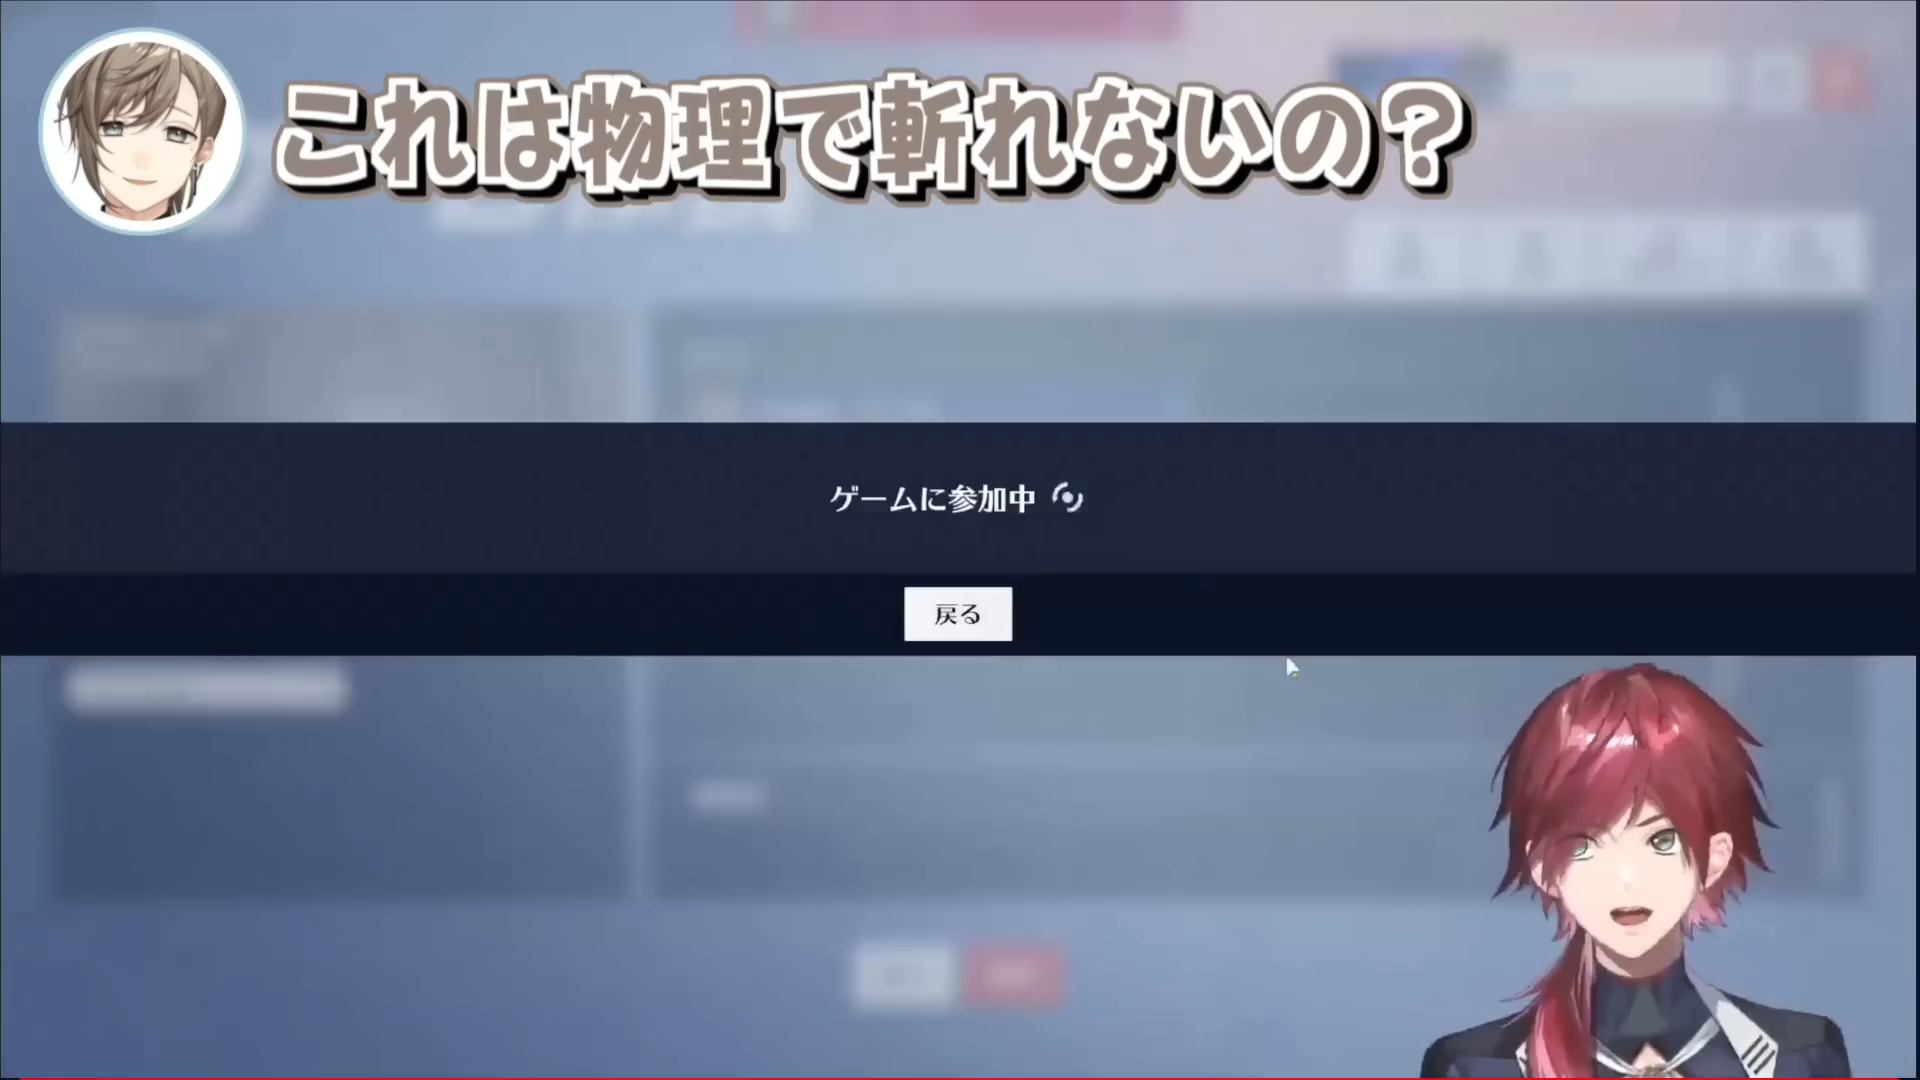 これは物理で斬れないの?
ゲームに参加中
戻る